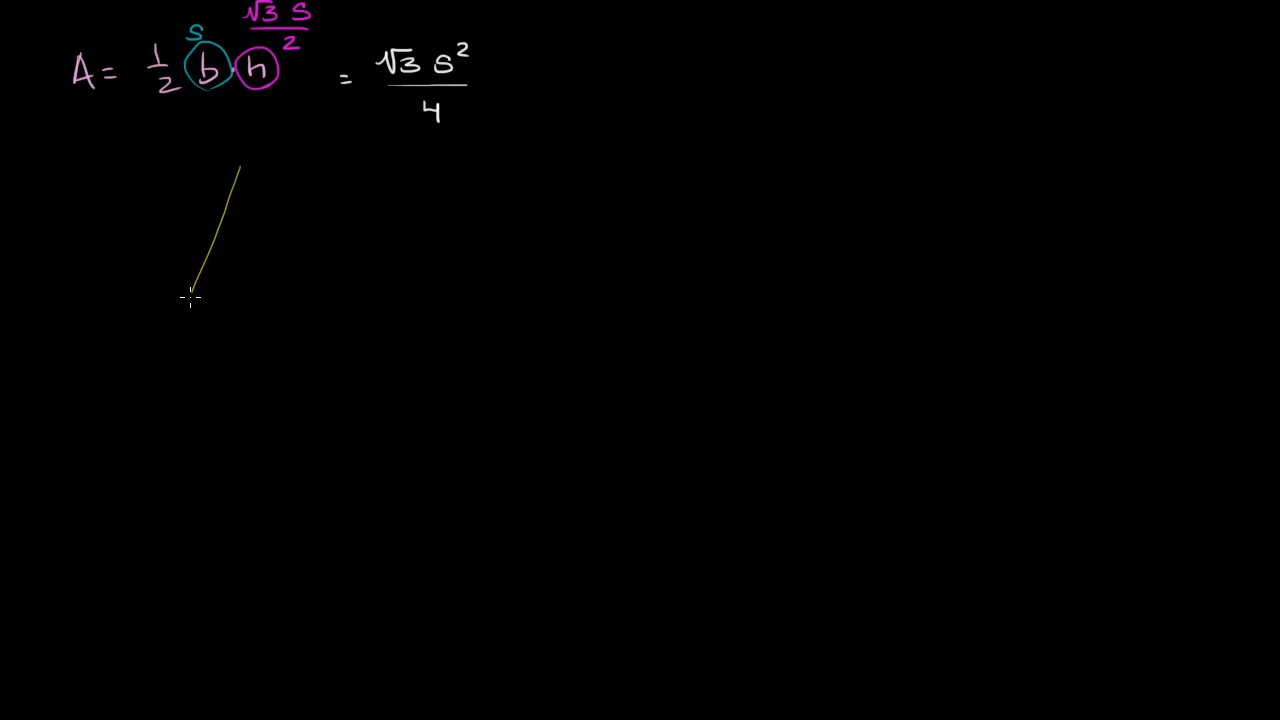 √3 S
S 2
A = 1/2 b · h = √3 S² / 4